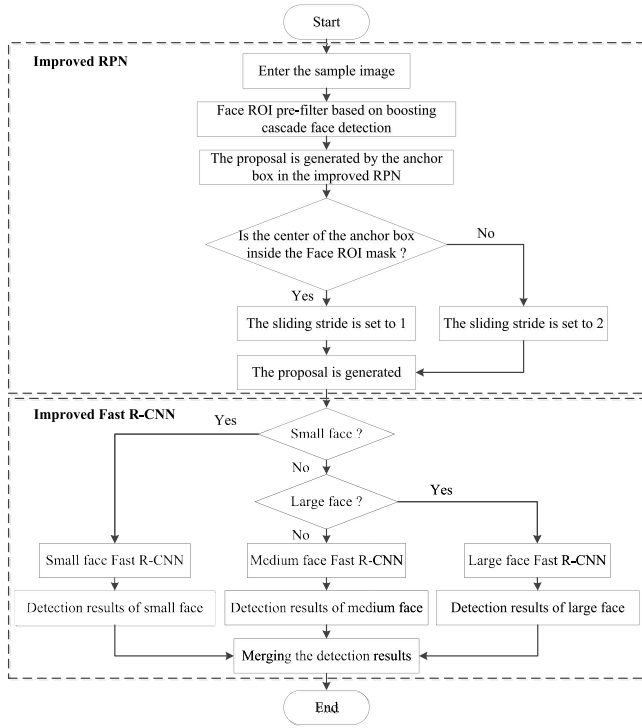 Start
Improved RPN
Enter the sample image
Face ROI pre-filter based on boosting
cascade face detection
The proposal is generated by the anchor
box in the improved RPN
Is the center of the anchor box
inside the Face ROI mask ?
No
Yes
The sliding stride is set to 1
The sliding stride is set to 2
The proposal is generated
Improved Fast R-CNN
Yes
Small face ?
No
Large face ?
Yes
No
Small face Fast R-CNN
Medium face Fast R-CNN
Large face Fast R-CNN
Detection results of small face
Detection results of medium face
Detection results of large face
Merging the detection results
End